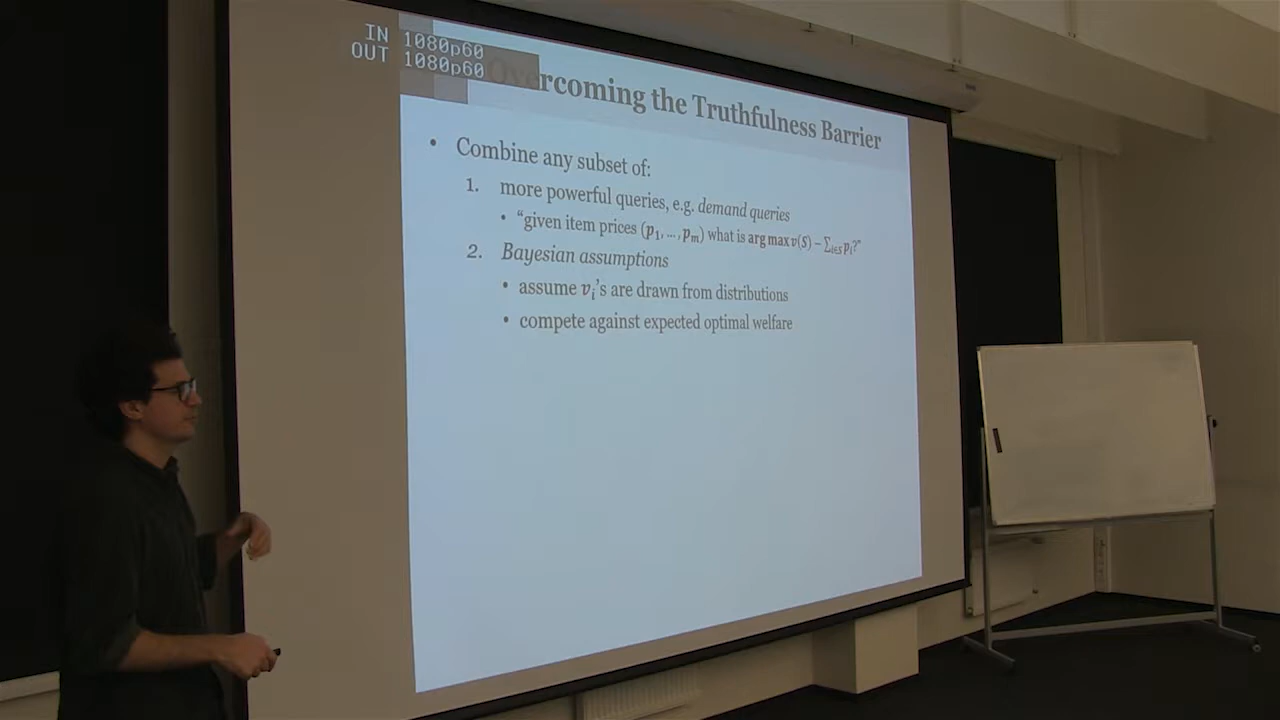 IN 1080p60
OUT 1080p60
Overcoming the Truthfulness Barrier
• Combine any subset of:
1. more powerful queries, e.g. demand queries
• "given item prices (p₁, ..., pₘ) what is arg max v(S) − ∑ᵢ∈S pᵢ?"
2. Bayesian assumptions
• assume vᵢ's are drawn from distributions
• compete against expected optimal welfare